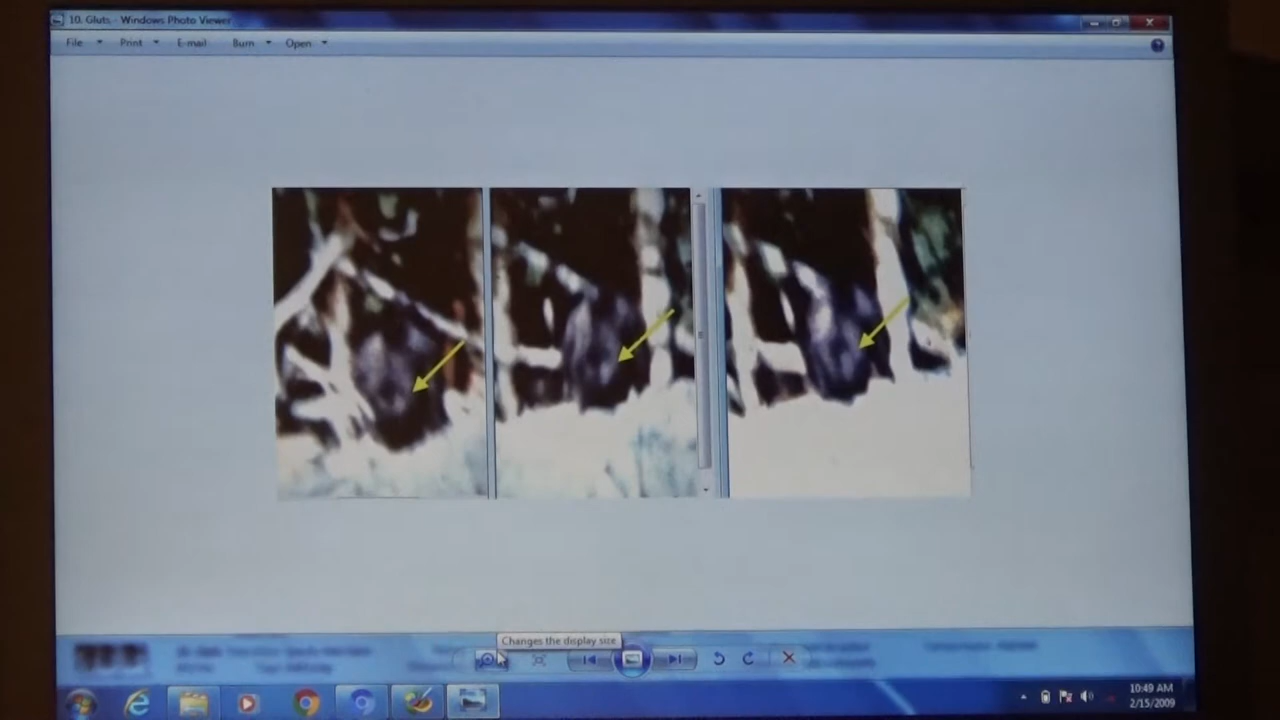 10. Gluts - Windows Photo Viewer
File Print E-mail Burn Open
Changes the display size
10:49 AM
2/15/2009